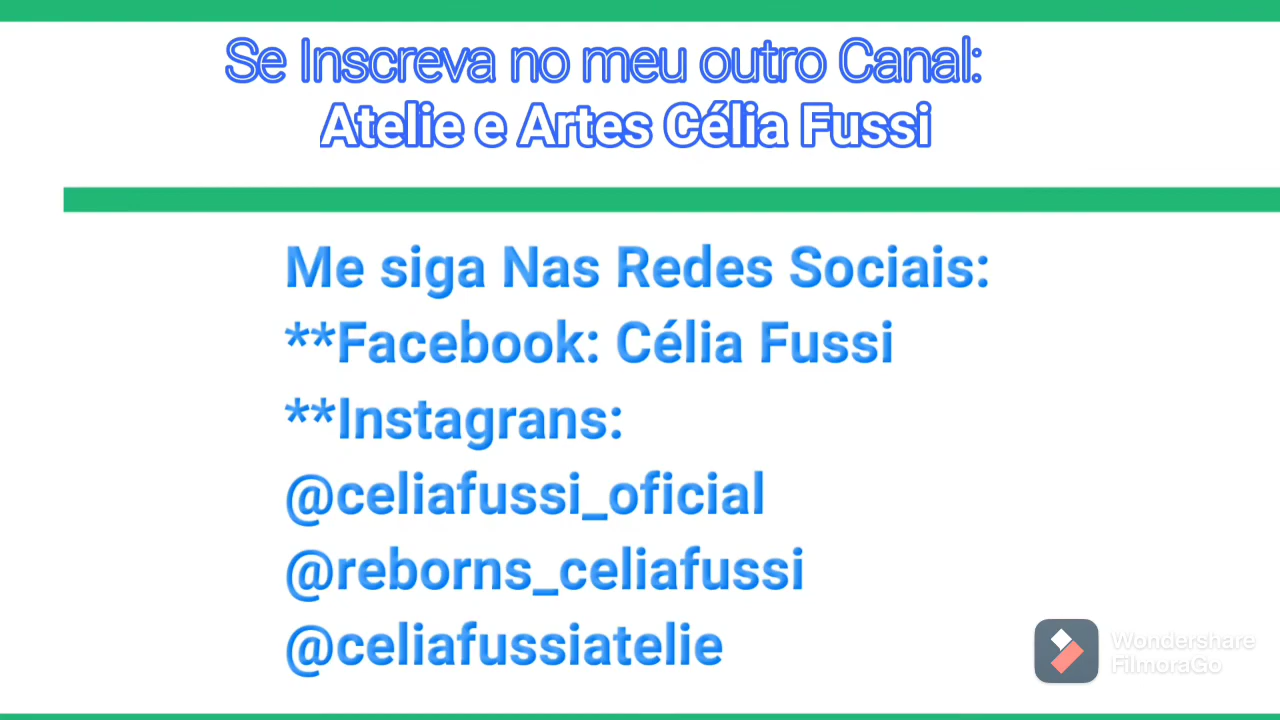 Se Inscreva no meu outro Canal:
Atelie e Artes Célia Fussi
Me siga Nas Redes Sociais:
**Facebook: Célia Fussi
**Instagrans:
@celiafussi_oficial
@reborns_celiafussi
@celiafussiatelie
Wondershare
FilmoraGo